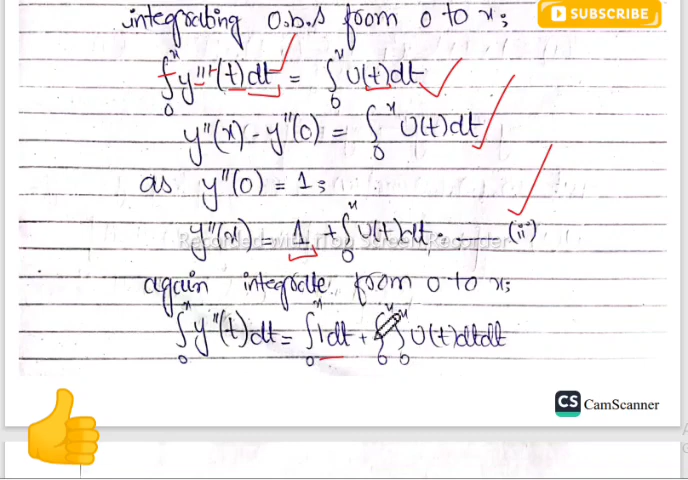 integrating o.b.s from 0 to x;
SUBSCRIBE
∫₀ˣ y'''(t)dt = ∫₀ˣ U(t)dt
y''(x) - y''(0) = ∫₀ˣ U(t)dt
as y''(0) = 1;
y''(x) = 1 + ∫₀ˣ U(t)dt. --- (ii)
again integrate from 0 to x;
∫₀ˣ y''(t)dt = ∫₀ˣ 1dt + ∫₀ˣ∫₀ˣ U(t)dtdt
CS CamScanner